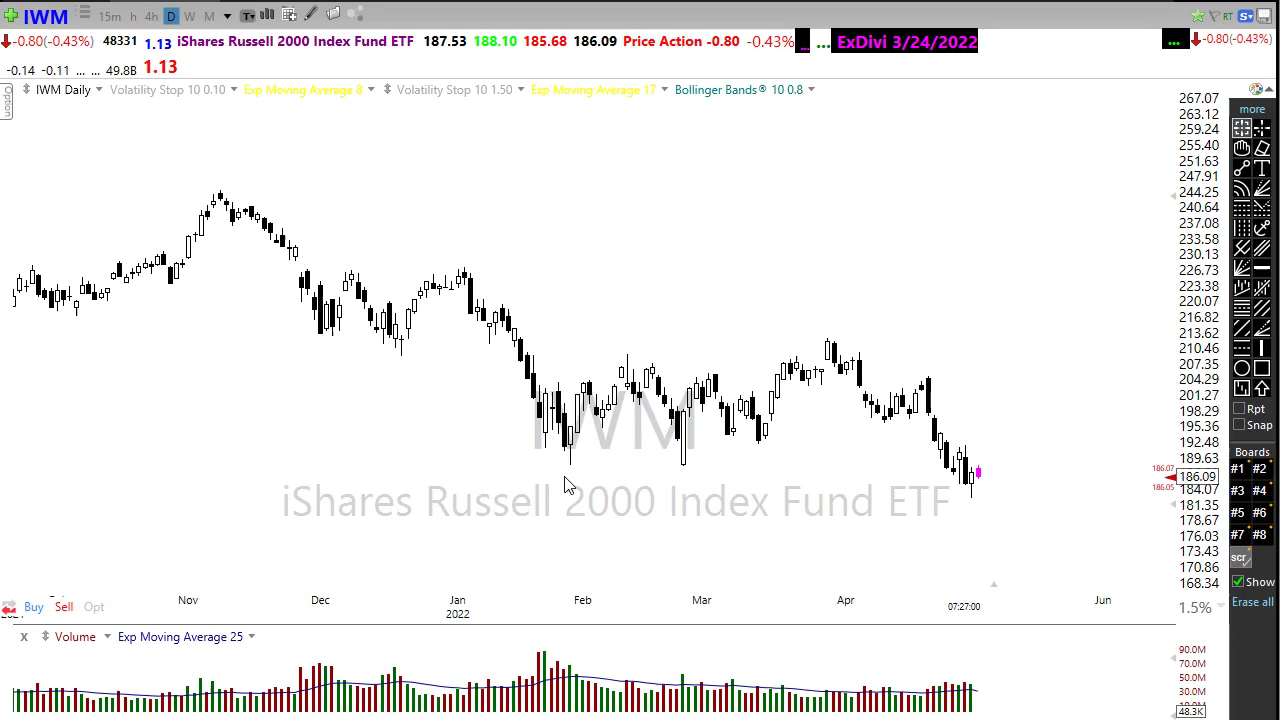 IWM 15m h 4h D W M T RT S
-0.80(-0.43%) 48331 1.13 iShares Russell 2000 Index Fund ETF 187.53 188.10 185.68 186.09 Price Action -0.80 -0.43% ... ... ExDivi 3/24/2022 ... -0.80(-0.43%)
-0.14 -0.11 ... ... 49.8B 1.13
Option
IWM Daily Volatility Stop 10 0.10 Exp Moving Average 8 Volatility Stop 10 1.50 Exp Moving Average 17 Bollinger Bands® 10 0.8
267.07
263.12
259.24
255.40
251.63
247.91
244.25
240.64
237.08
233.58
230.13
226.73
223.38
220.07
216.82
213.62
210.46
207.35
204.29
201.27
198.29
195.36
192.48
189.63
186.07
186.09
186.05
184.07
181.35
178.67
176.03
173.43
170.86
168.34
IWM
iShares Russell 2000 Index Fund ETF
more
Rpt
Snap
Boards
#1 #2
#3 #4
#5 #6
#7 #8
scr
Show
Erase all
Nov Dec Jan Feb Mar Apr 07:27:00 Jun
2022
Buy Sell Opt
1.5%
X Volume Exp Moving Average 25
90.0M
70.0M
50.0M
30.0M
48.3K